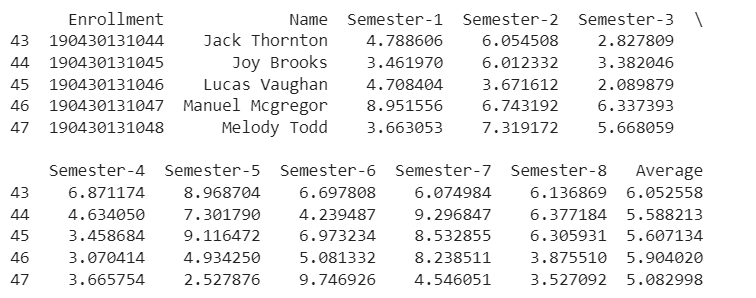 Enrollment Name Semester-1 Semester-2 Semester-3 \
43 190430131044 Jack Thornton 4.788606 6.054508 2.827809
44 190430131045 Joy Brooks 3.461970 6.012332 3.382046
45 190430131046 Lucas Vaughan 4.708404 3.671612 2.089879
46 190430131047 Manuel Mcgregor 8.951556 6.743192 6.337393
47 190430131048 Melody Todd 3.663053 7.319172 5.668059
Semester-4 Semester-5 Semester-6 Semester-7 Semester-8 Average
43 6.871174 8.968704 6.697808 6.074984 6.136869 6.052558
44 4.634050 7.301790 4.239487 9.296847 6.377184 5.588213
45 3.458684 9.116472 6.973234 8.532855 6.305931 5.607134
46 3.070414 4.934250 5.081332 8.238511 3.875510 5.904020
47 3.665754 2.527876 9.746926 4.546051 3.527092 5.082998